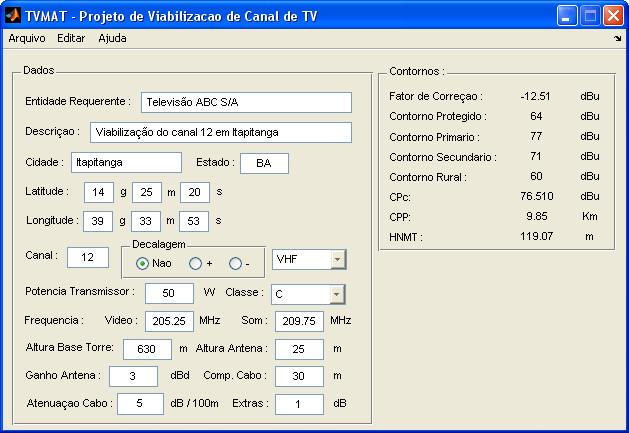 TVMAT - Projeto de Viabilizacao de Canal de TV
Arquivo Editar Ajuda
Dados
Entidade Requerente : Televisão ABC S/A
Descriçao : Viabilização do canal 12 em Itapitanga
Cidade : Itapitanga Estado : BA
Latitude : 14 g 25 m 20 s
Longitude : 39 g 33 m 53 s
Canal : 12 Decalagem Nao + - VHF
Potencia Transmissor : 50 W Classe : C
Frequencia : Video : 205.25 MHz Som : 209.75 MHz
Altura Base Torre: 630 m Altura Antena : 25 m
Ganho Antena : 3 dBd Comp. Cabo : 30 m
Atenuaçao Cabo : 5 dB / 100m Extras : 1 dB
Contornos :
Fator de Correçao : -12.51 dBu
Contorno Protegido : 64 dBu
Contorno Primario : 77 dBu
Contorno Secundario : 71 dBu
Contorno Rural : 60 dBu
CPc: 76.510 dBu
CPP: 9.85 Km
HNMT : 119.07 m